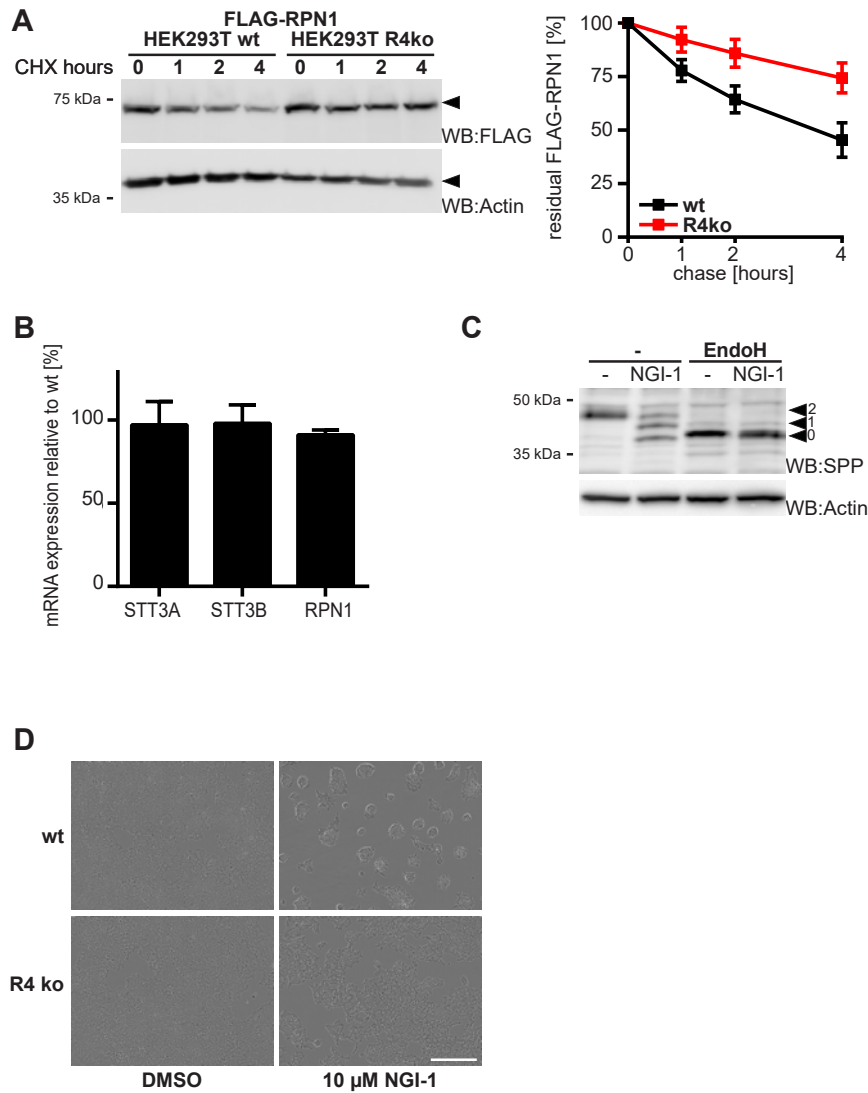 A
FLAG-RPN1
HEK293T wt HEK293T R4ko
CHX hours 0 1 2 4 0 1 2 4
75 kDa
WB:FLAG
35 kDa
WB:Actin
residual FLAG-RPN1 [%]
100
75
50
25
0
wt
R4ko
0 1 2 4
chase [hours]
B
mRNA expression relative to wt [%]
100
50
0
STT3A STT3B RPN1
C
- EndoH
- NGI-1 - NGI-1
50 kDa
2
1
0
35 kDa
WB:SPP
WB:Actin
D
wt
R4 ko
DMSO 10 µM NGI-1